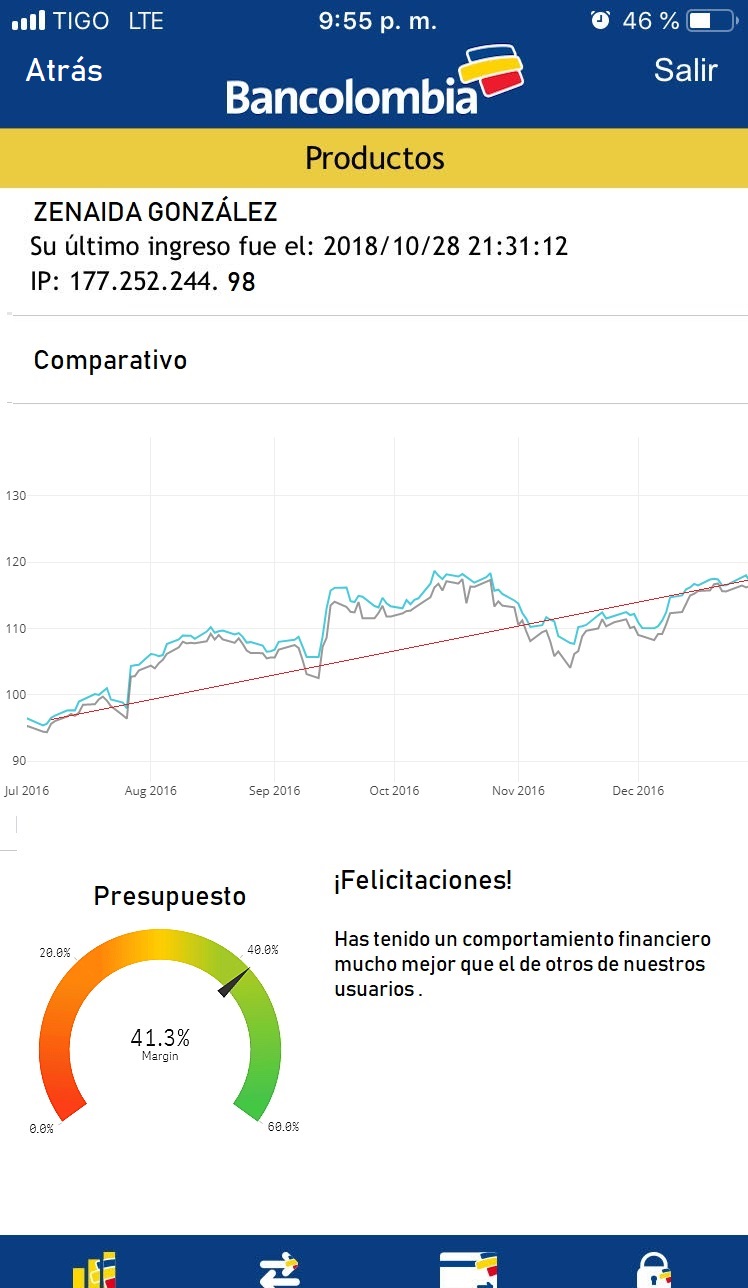 TIGO LTE 9:55 p. m. 46 %
Atrás Bancolombia Salir
Productos
ZENAIDA GONZÁLEZ
Su último ingreso fue el: 2018/10/28 21:31:12
IP: 177.252.244. 98
Comparativo
130
120
110
100
90
Jul 2016 Aug 2016 Sep 2016 Oct 2016 Nov 2016 Dec 2016
¡Felicitaciones!
Has tenido un comportamiento financiero
mucho mejor que el de otros de nuestros
usuarios .
Presupuesto
20.0% 40.0%
41.3%
Margin
0.0% 60.0%